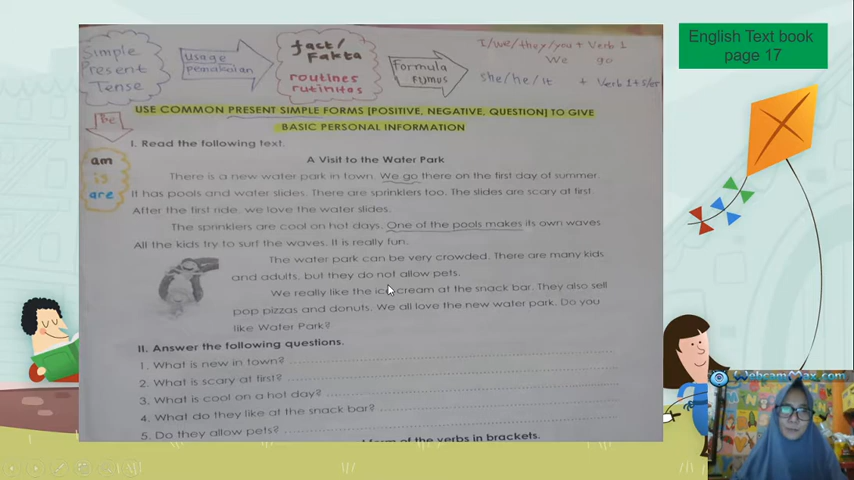 English Text book
page 17
Simple
Present
Tense
usage
pemakaian
fact/
Fakta
routines
rutinitas
Formula
rumus
I/we/they/you + Verb 1
We go
she/he/it + Verb 1 + s/es
Be
am
is
are
USE COMMON PRESENT SIMPLE FORMS [POSITIVE, NEGATIVE, QUESTION] TO GIVE
BASIC PERSONAL INFORMATION
I. Read the following text.
A Visit to the Water Park
There is a new water park in town. We go there on the first day of summer.
It has pools and water slides. There are sprinklers too. The slides are scary at first.
After the first ride, we love the water slides.
The sprinklers are cool on hot days. One of the pools makes its own waves.
All the kids try to surf the waves. It is really fun.
The water park can be very crowded. There are many kids
and adults, but they do not allow pets.
We really like the ice cream at the snack bar. They also sell
pop pizzas and donuts. We all love the new water park. Do you
like Water Park?
II. Answer the following questions.
1. What is new in town?
2. What is scary at first?
3. What is cool on a hot day?
4. What do they like at the snack bar?
5. Do they allow pets?
form of the verbs in brackets.
WebcamMax.com